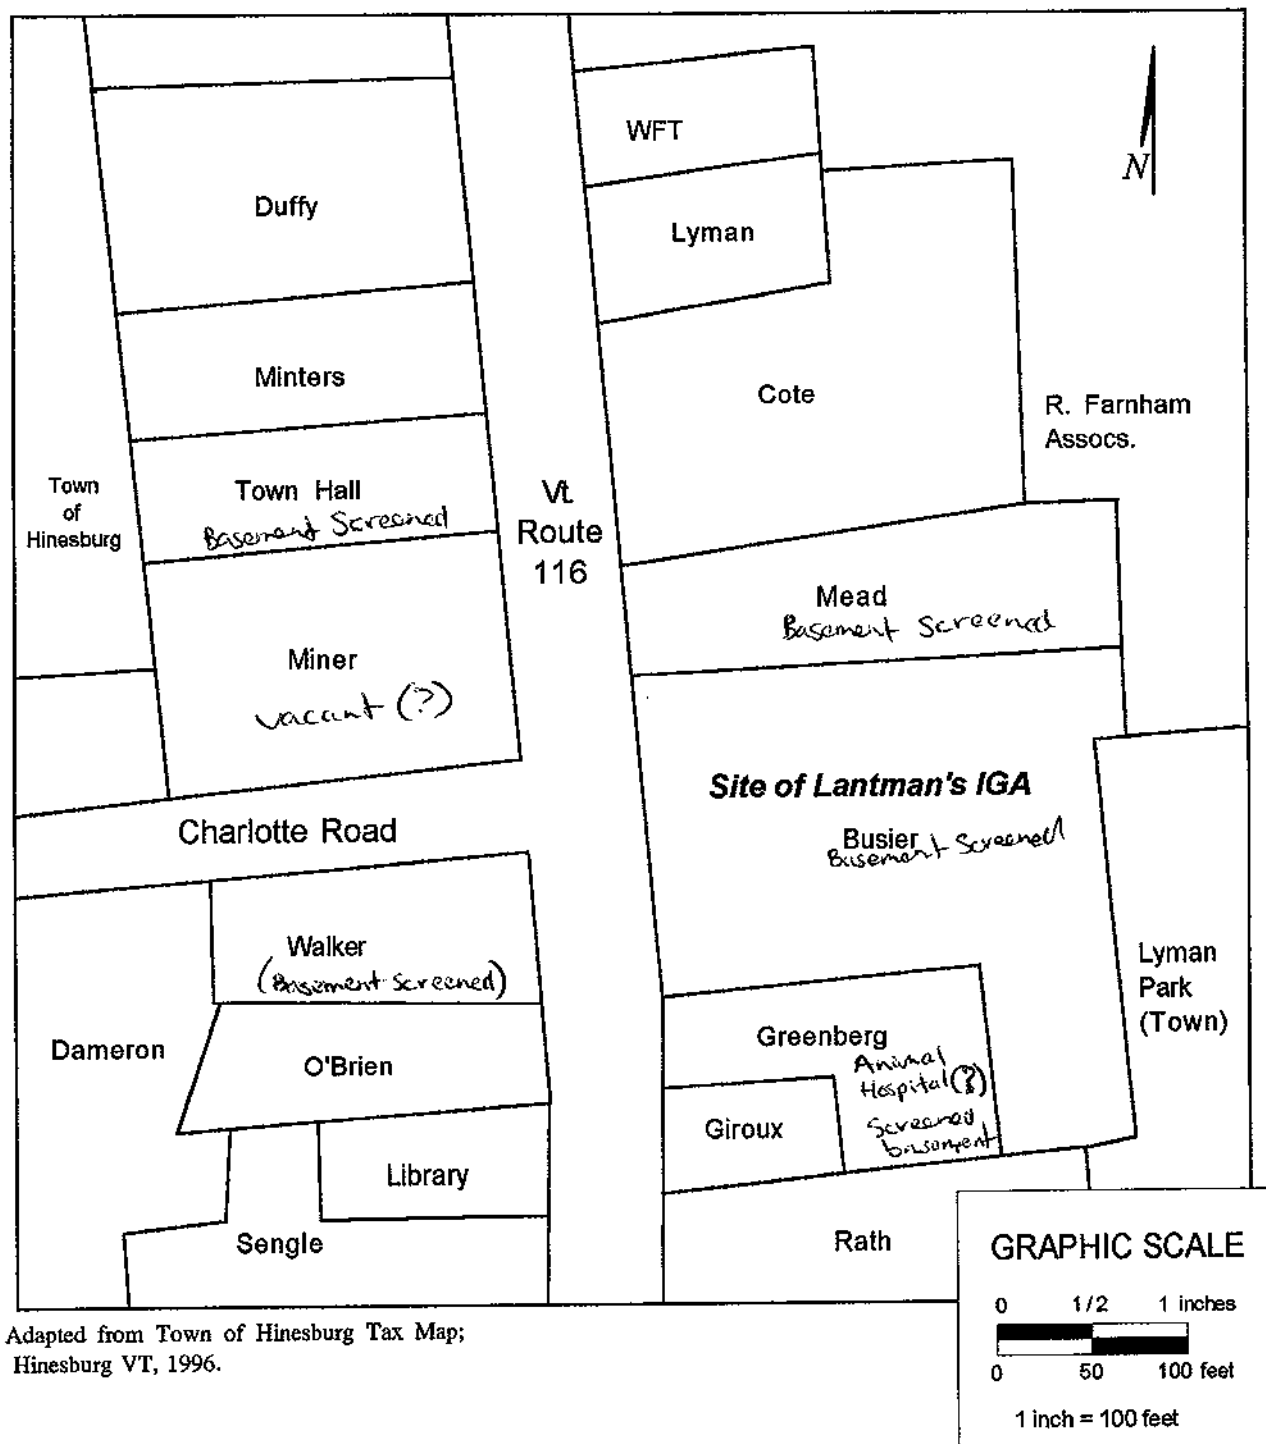 WFT
N
Duffy
Lyman
Minters
Cote
R. Farnham
Assocs.
Town
of
Hinesburg
Town Hall
Basement Screened
Vt.
Route
116
Mead
Basement Screened
Miner
vacant (?)
Site of Lantman's IGA
Busier
Basement Screened
Charlotte Road
Walker
(Basement Screened)
Lyman
Park
(Town)
Dameron
O'Brien
Greenberg
Animal
Hospital (?)
Screened
basement
Giroux
Library
Sengle
Rath
GRAPHIC SCALE
0 1/2 1 inches
0 50 100 feet
1 inch = 100 feet
Adapted from Town of Hinesburg Tax Map;
Hinesburg VT, 1996.